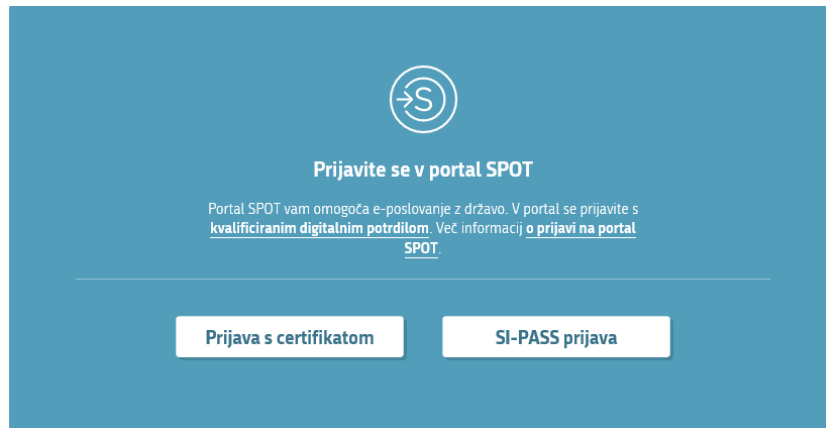 S
Prijavite se v portal SPOT
Portal SPOT vam omogoča e-poslovanje z državo. V portal se prijavite s
kvalificiranim digitalnim potrdilom. Več informacij o prijavi na portal
SPOT.
Prijava s certifikatom
SI-PASS prijava